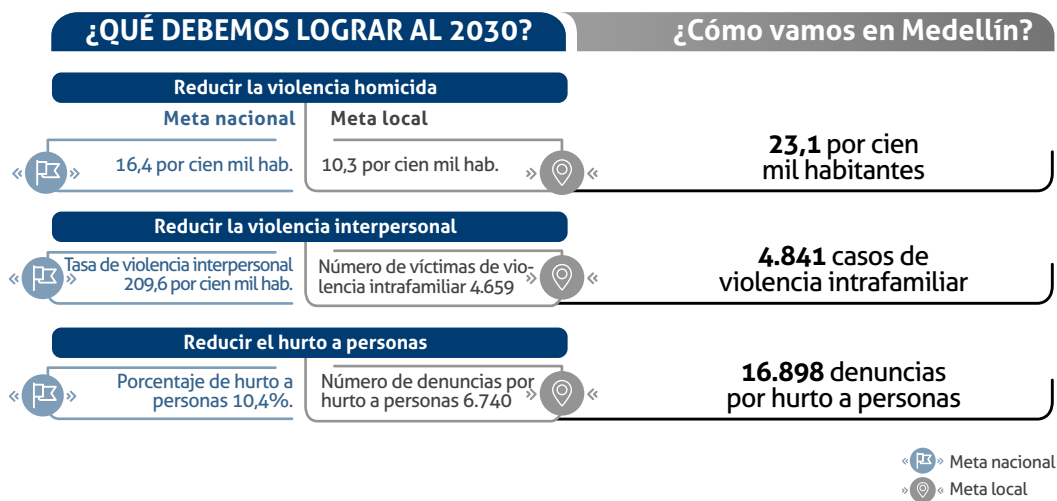 ¿QUÉ DEBEMOS LOGRAR AL 2030?
¿Cómo vamos en Medellín?
Reducir la violencia homicida
Meta nacional
Meta local
16,4 por cien mil hab.
10,3 por cien mil hab.
23,1 por cien
mil habitantes
Reducir la violencia interpersonal
Tasa de violencia interpersonal
209,6 por cien mil hab.
Número de víctimas de vio-
lencia intrafamiliar 4.659
4.841 casos de
violencia intrafamiliar
Reducir el hurto a personas
Porcentaje de hurto a
personas 10,4%.
Número de denuncias por
hurto a personas 6.740
16.898 denuncias
por hurto a personas
Meta nacional
Meta local